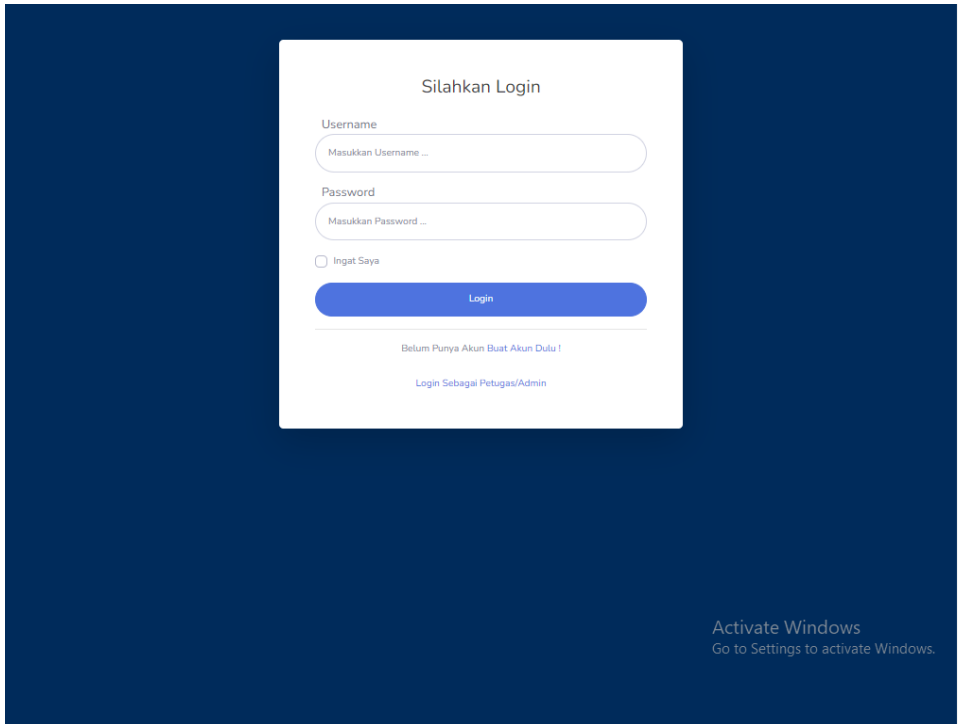 Silahkan Login
Username
Masukkan Username ...
Password
Masukkan Password ...
Ingat Saya
Login
Belum Punya Akun Buat Akun Dulu !
Login Sebagai Petugas/Admin
Activate Windows
Go to Settings to activate Windows.